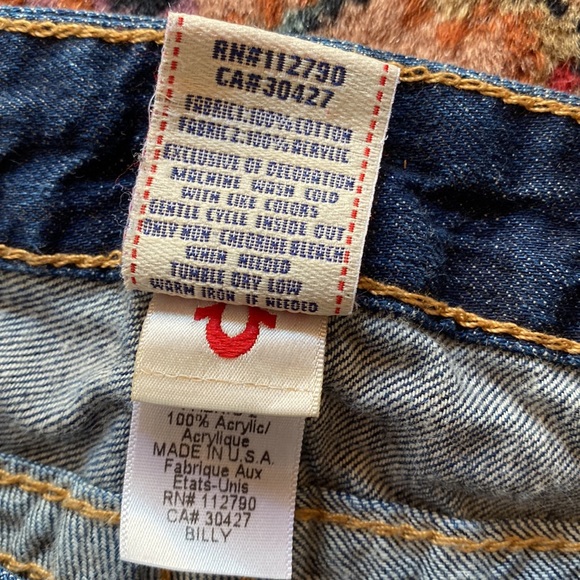 RN#112790
CA#30427
FABRIC1.100% COTTON
FABRIC2.100% ACRYLIC
EXCLUSIVE OF DECORATION
MACHINE WASH COLD
WITH LIKE COLORS
GENTLE CYCLE INSIDE OUT
ONLY NON CHLORINE BLEACH
WHEN NEEDED
TUMBLE DRY LOW
WARM IRON IF NEEDED
100% Acrylic/
Acrylique
MADE IN U.S.A.
Fabrique Aux
Etats-Unis
RN# 112790
CA# 30427
BILLY